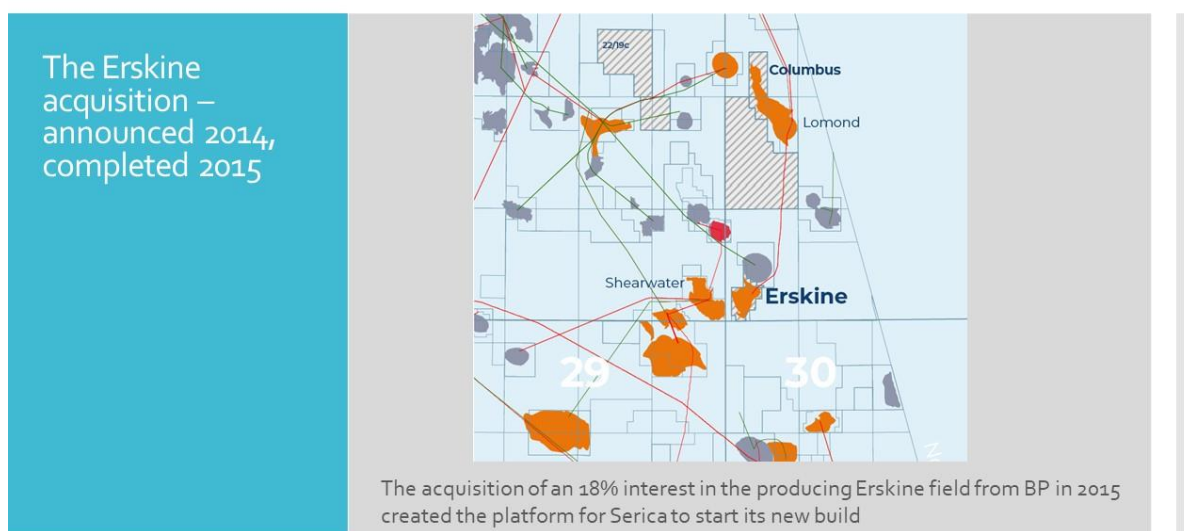 The Erskine
acquisition –
announced 2014,
completed 2015
22/19c
Columbus
Lomond
Shearwater
Erskine
29
30
The acquisition of an 18% interest in the producing Erskine field from BP in 2015
created the platform for Serica to start its new build